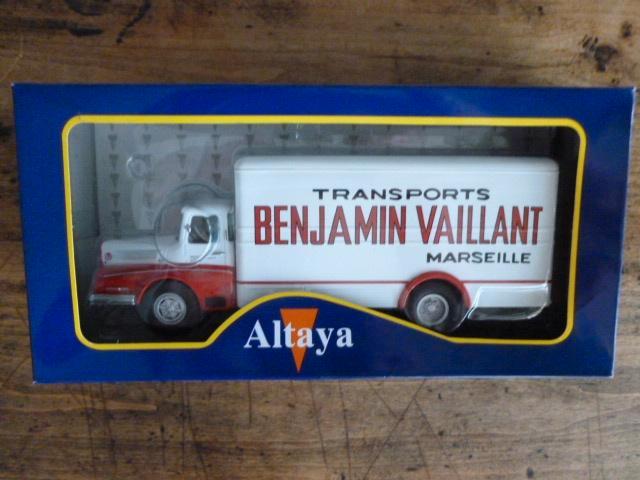 TRANSPORTS
BENJAMIN VAILLANT
MARSEILLE
Altaya